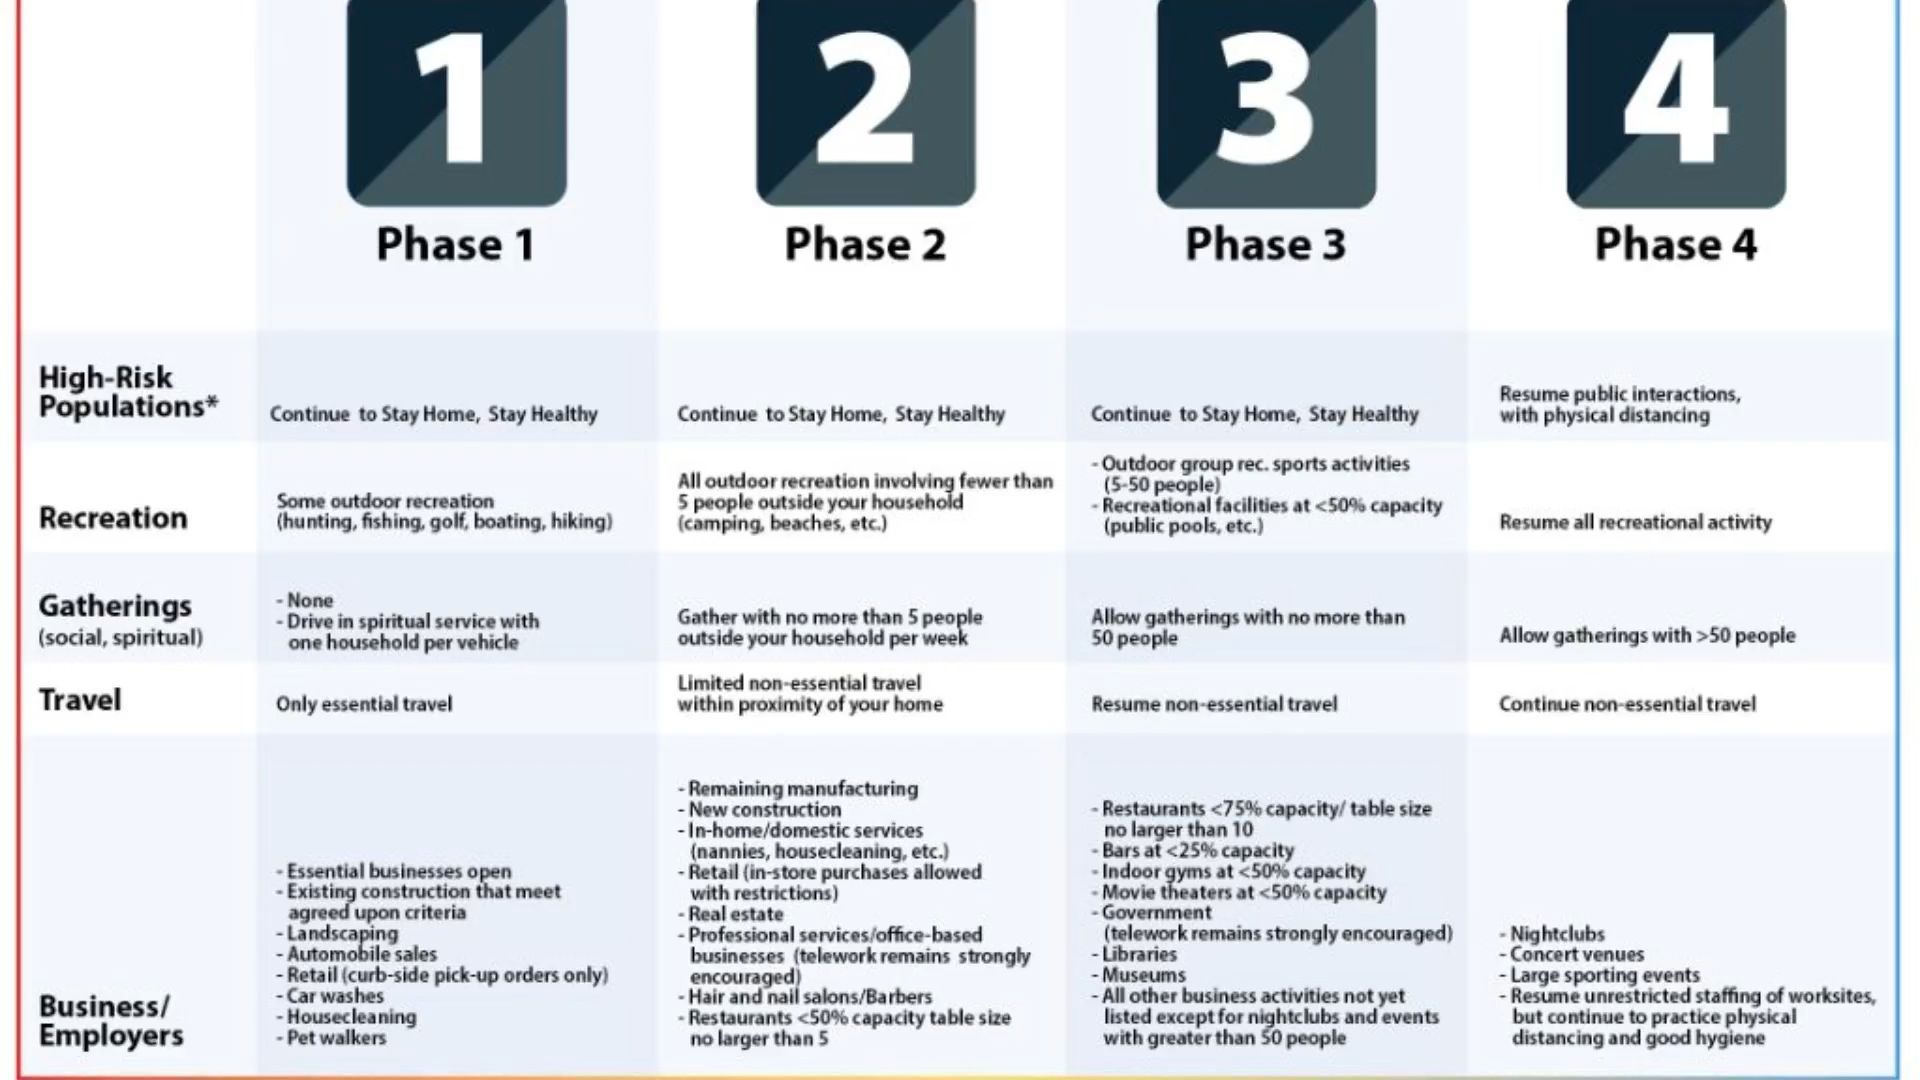 1
2
3
4
Phase 1
Phase 2
Phase 3
Phase 4
High-Risk
Populations*
Continue to Stay Home, Stay Healthy
Continue to Stay Home, Stay Healthy
Continue to Stay Home, Stay Healthy
Resume public interactions,
with physical distancing
Recreation
Some outdoor recreation
(hunting, fishing, golf, boating, hiking)
All outdoor recreation involving fewer than
5 people outside your household
(camping, beaches, etc.)
- Outdoor group rec. sports activities
(5-50 people)
- Recreational facilities at <50% capacity
(public pools, etc.)
Resume all recreational activity
Gatherings
(social, spiritual)
- None
- Drive in spiritual service with
one household per vehicle
Gather with no more than 5 people
outside your household per week
Allow gatherings with no more than
50 people
Allow gatherings with >50 people
Travel
Only essential travel
Limited non-essential travel
within proximity of your home
Resume non-essential travel
Continue non-essential travel
Business/
Employers
- Essential businesses open
- Existing construction that meet
agreed upon criteria
- Landscaping
- Automobile sales
- Retail (curb-side pick-up orders only)
- Car washes
- Housecleaning
- Pet walkers
- Remaining manufacturing
- New construction
- In-home/domestic services
(nannies, housecleaning, etc.)
- Retail (in-store purchases allowed
with restrictions)
- Real estate
- Professional services/office-based
businesses (telework remains strongly
encouraged)
- Hair and nail salons/Barbers
- Restaurants <50% capacity table size
no larger than 5
- Restaurants <75% capacity/ table size
no larger than 10
- Bars at <25% capacity
- Indoor gyms at <50% capacity
- Movie theaters at <50% capacity
- Government
(telework remains strongly encouraged)
- Libraries
- Museums
- All other business activities not yet
listed except for nightclubs and events
with greater than 50 people
- Nightclubs
- Concert venues
- Large sporting events
- Resume unrestricted staffing of worksites,
but continue to practice physical
distancing and good hygiene